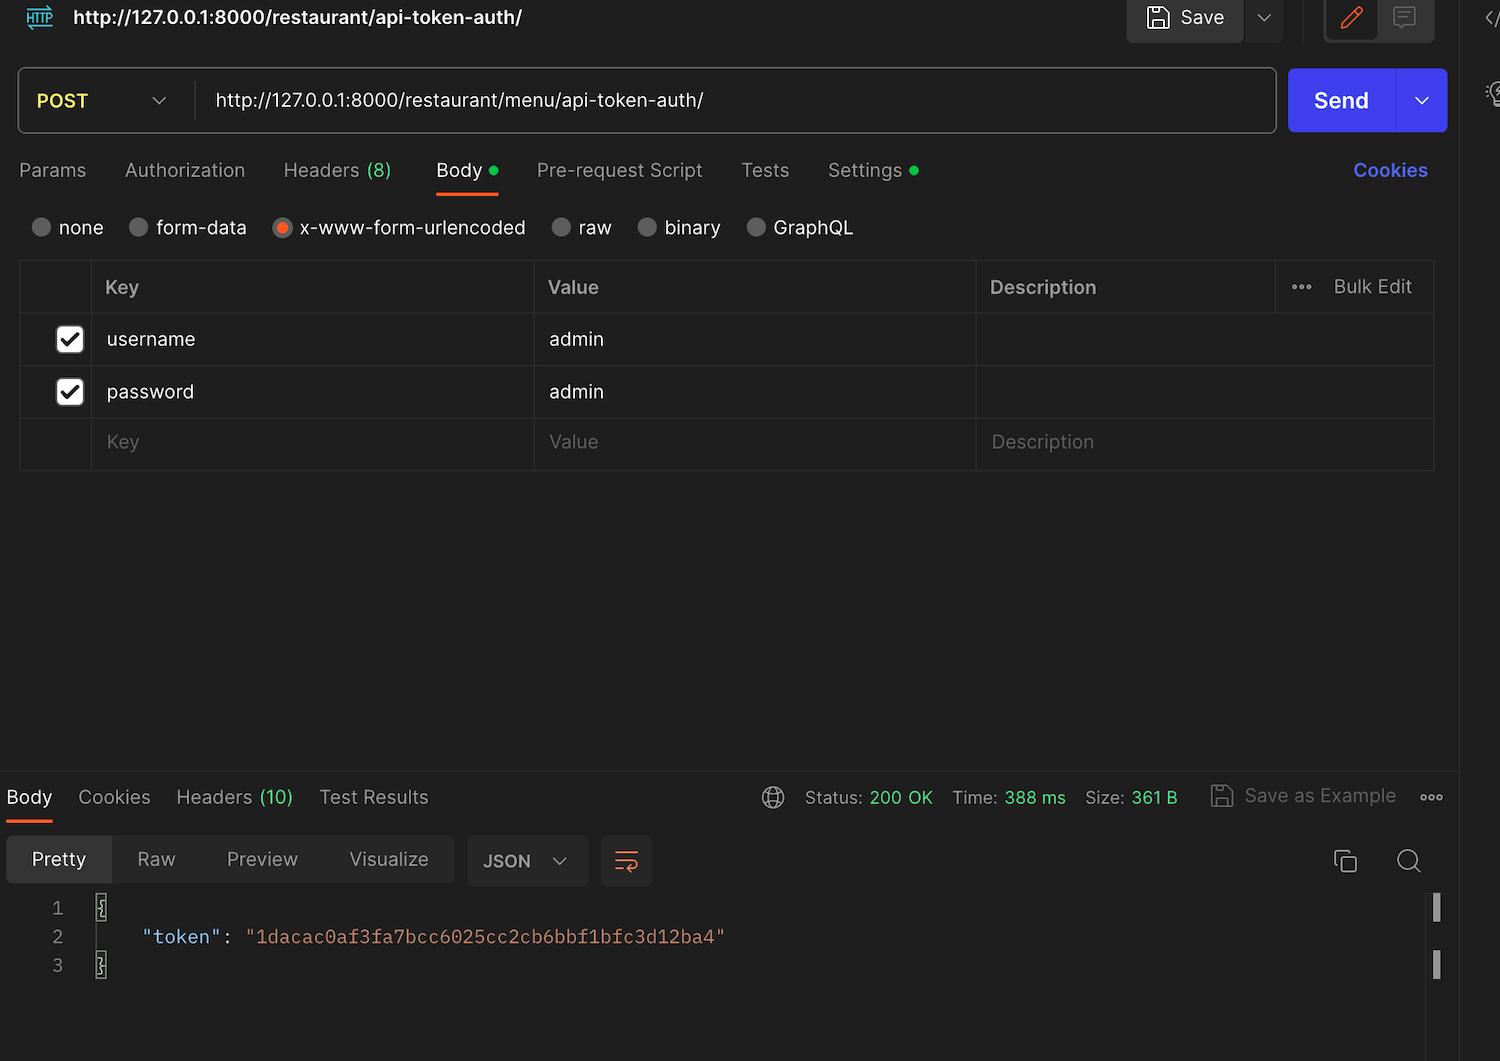 HTTP http://127.0.0.1:8000/restaurant/api-token-auth/ Save
POST http://127.0.0.1:8000/restaurant/menu/api-token-auth/ Send
Params Authorization Headers (8) Body Pre-request Script Tests Settings Cookies
none form-data x-www-form-urlencoded raw binary GraphQL
Key Value Description Bulk Edit
username admin
password admin
Key Value Description
Body Cookies Headers (10) Test Results Status: 200 OK Time: 388 ms Size: 361 B Save as Example
Pretty Raw Preview Visualize JSON
1 {
2 "token": "1dacac0af3fa7bcc6025cc2cb6bbf1bfc3d12ba4"
3 }